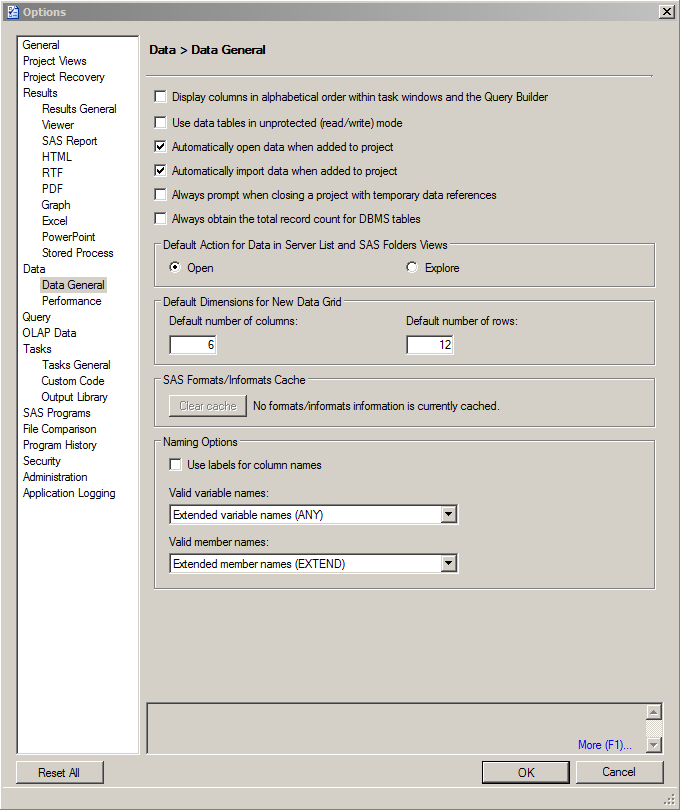 Options
General
Project Views
Project Recovery
Results
Results General
Viewer
SAS Report
HTML
RTF
PDF
Graph
Excel
PowerPoint
Stored Process
Data
Data General
Performance
Query
OLAP Data
Tasks
Tasks General
Custom Code
Output Library
SAS Programs
File Comparison
Program History
Security
Administration
Application Logging
Data > Data General
Display columns in alphabetical order within task windows and the Query Builder
Use data tables in unprotected (read/write) mode
Automatically open data when added to project
Automatically import data when added to project
Always prompt when closing a project with temporary data references
Always obtain the total record count for DBMS tables
Default Action for Data in Server List and SAS Folders Views
Open Explore
Default Dimensions for New Data Grid
Default number of columns: Default number of rows:
6 12
SAS Formats/Informats Cache
Clear cache No formats/informats information is currently cached.
Naming Options
Use labels for column names
Valid variable names:
Extended variable names (ANY)
Valid member names:
Extended member names (EXTEND)
More (F1)...
Reset All OK Cancel